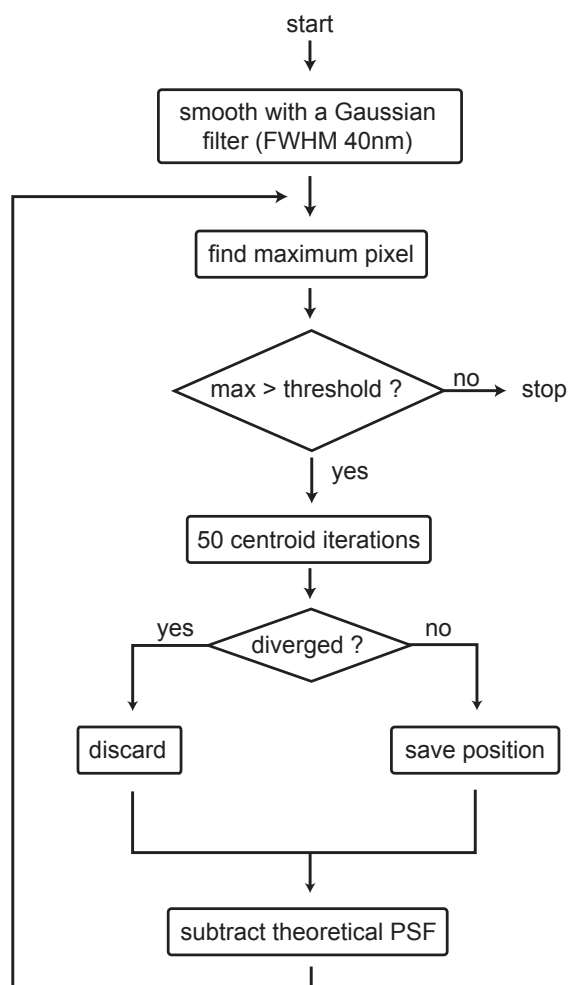 start
smooth with a Gaussian
filter (FWHM 40nm)
find maximum pixel
max > threshold ?
no
stop
yes
50 centroid iterations
yes
diverged ?
no
discard
save position
subtract theoretical PSF